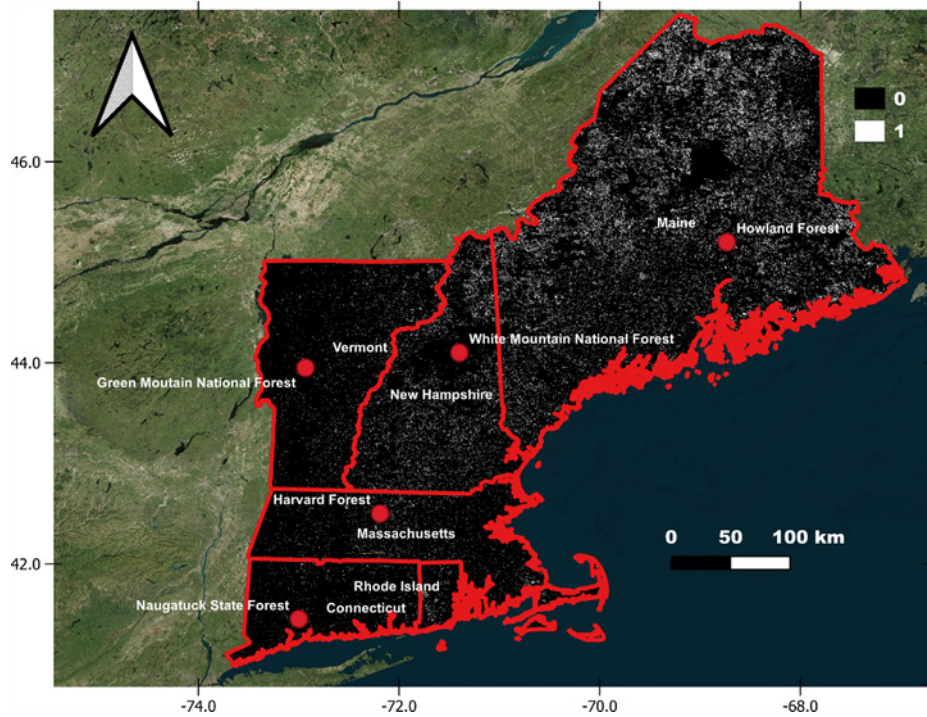 -74.0
-72.0
-70.0
-68.0
46.0
44.0
42.0
0
1
Maine
Howland Forest
White Mountain National Forest
Vermont
Green Moutain National Forest
New Hampshire
Harvard Forest
Massachusetts
Rhode Island
Naugatuck State Forest
Connecticut
0
50
100 km